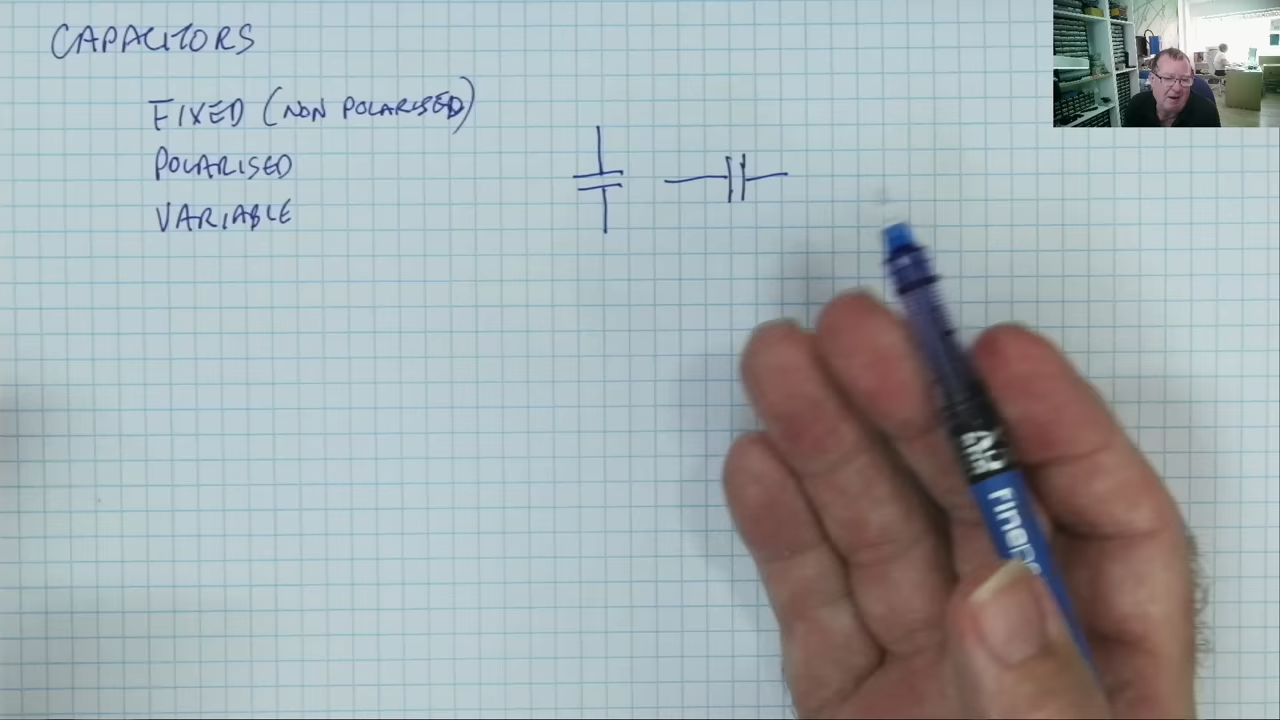 CAPACITORS
FIXED (NON POLARISED)
POLARISED
VARIABLE